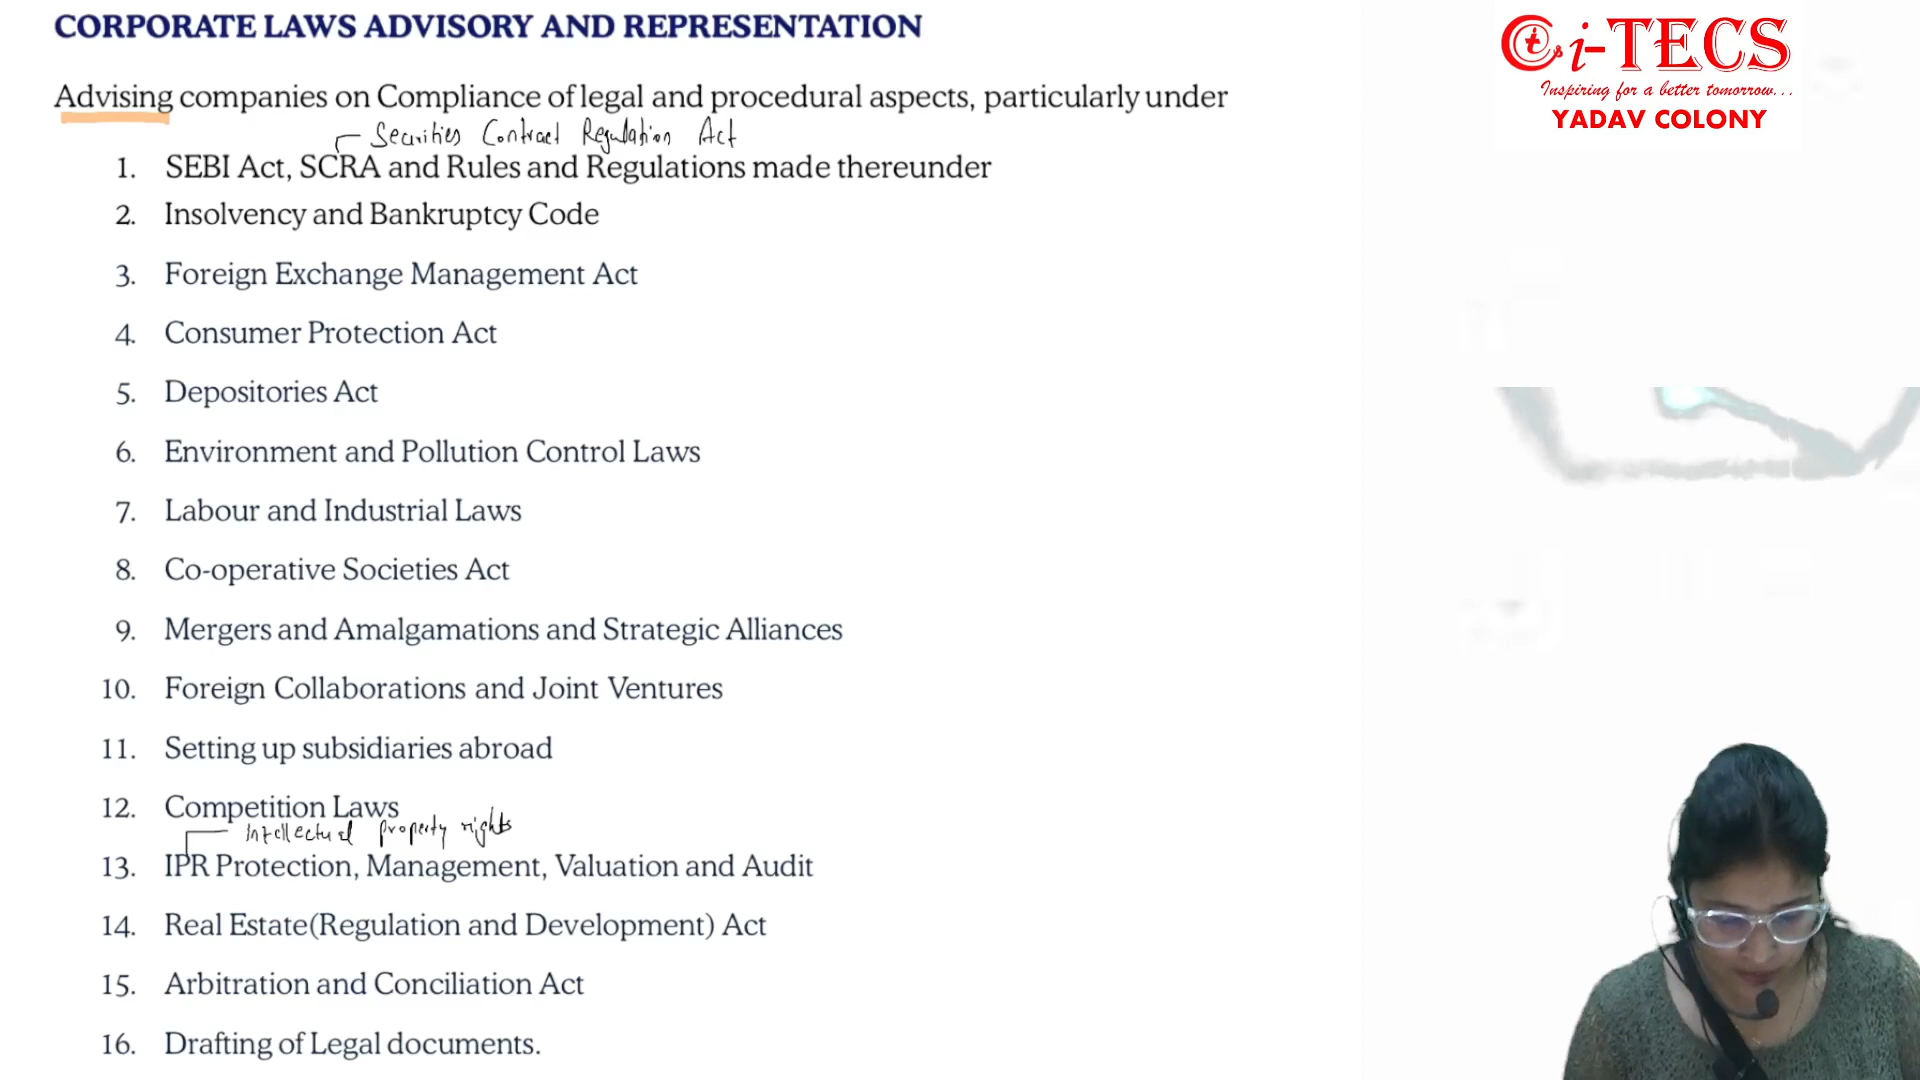 CORPORATE LAWS ADVISORY AND REPRESENTATION
Advising companies on Compliance of legal and procedural aspects, particularly under
Securities Contract Regulation Act
1. SEBI Act, SCRA and Rules and Regulations made thereunder
2. Insolvency and Bankruptcy Code
3. Foreign Exchange Management Act
4. Consumer Protection Act
5. Depositories Act
6. Environment and Pollution Control Laws
7. Labour and Industrial Laws
8. Co-operative Societies Act
9. Mergers and Amalgamations and Strategic Alliances
10. Foreign Collaborations and Joint Ventures
11. Setting up subsidiaries abroad
12. Competition Laws
Intellectual property rights
13. IPR Protection, Management, Valuation and Audit
14. Real Estate(Regulation and Development) Act
15. Arbitration and Conciliation Act
16. Drafting of Legal documents.
i-TECS
Inspiring for a better tomorrow...
YADAV COLONY